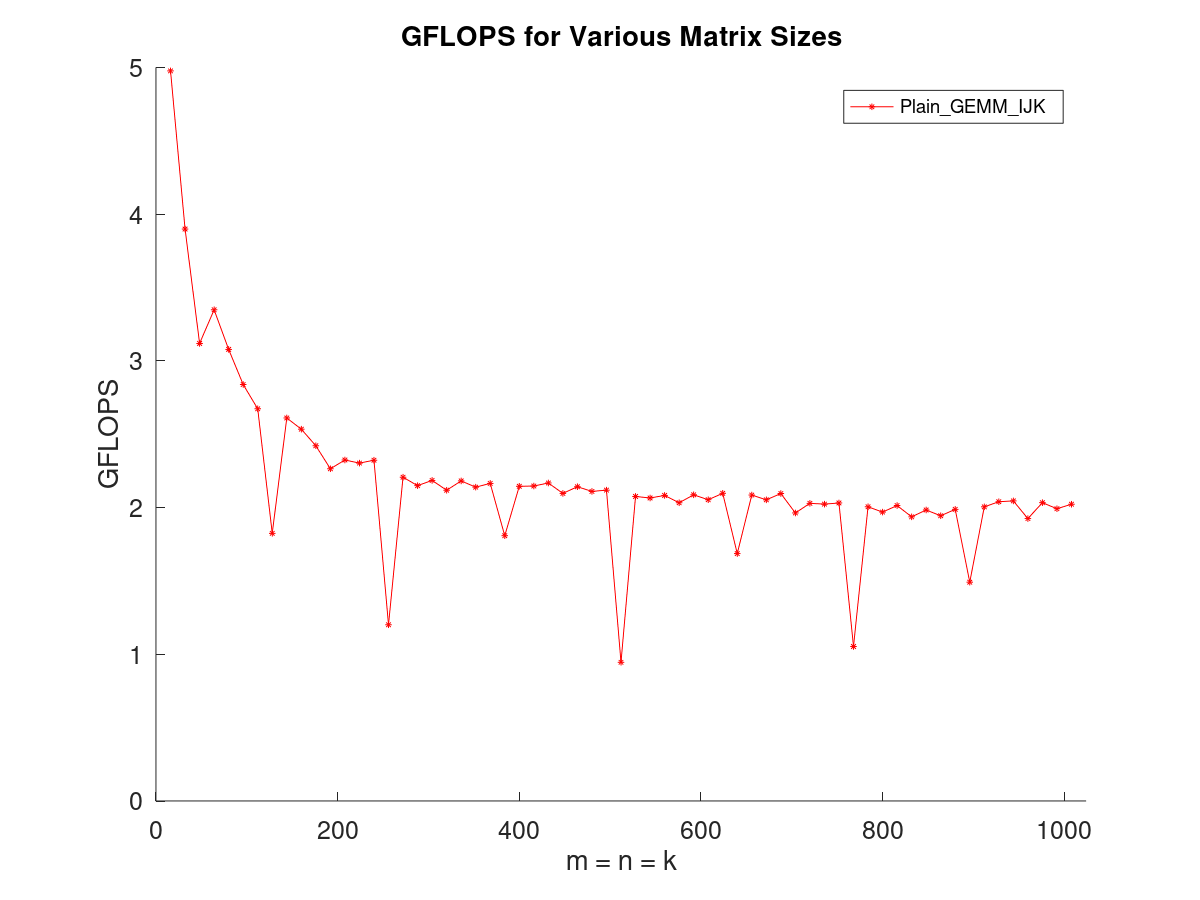 GFLOPS for Various Matrix Sizes
Plain_GEMM_IJK
5
4
3
2
1
0
GFLOPS
0 200 400 600 800 1000
m = n = k